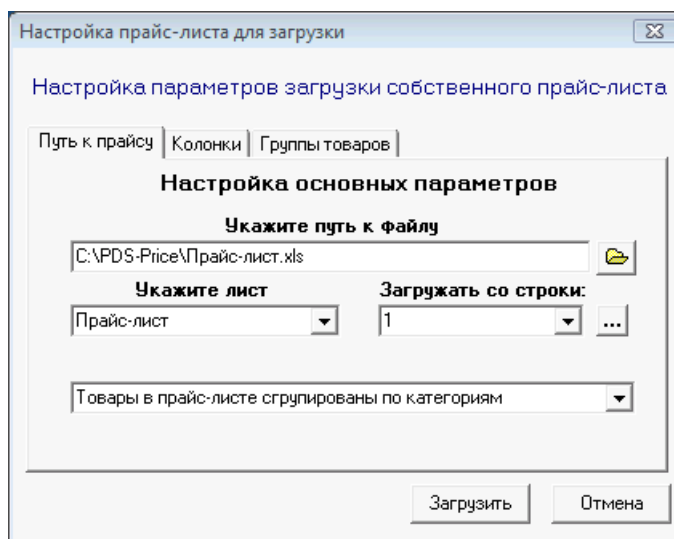 Настройка прайс-листа для загрузки
Настройка параметров загрузки собственного прайс-листа
Путь к прайсу Колонки Группы товаров
Настройка основных параметров
Укажите путь к файлу
C:\PDS-Price\Прайс-лист.xls
Укажите лист Загружать со строки:
Прайс-лист 1 ...
Товары в прайс-листе сгрупированы по категориям
Загрузить Отмена